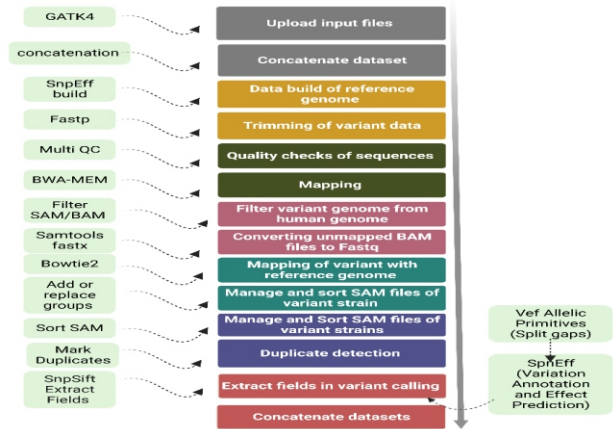 GATK4
Upload input files
concatenation
Concatenate dataset
SnpEff
build
Data build of reference
genome
Fastp
Trimming of variant data
Multi QC
Quality checks of sequences
BWA-MEM
Mapping
Filter
SAM/BAM
Filter variant genome from
human genome
Samtools
fastx
Converting unmapped BAM
files to Fastq
Bowtie2
Mapping of variant with
reference genome
Add or
replace
groups
Manage and sort SAM files of
variant strain
Sort SAM
Manage and Sort SAM files of
variant strains
Mark
Duplicates
Duplicate detection
SnpSift
Extract
Fields
Extract fields in variant calling
Concatenate datasets
Vef Allelic
Primitives
(Split gaps)
SpnEff
(Variation
Annotation
and Effect
Prediction)